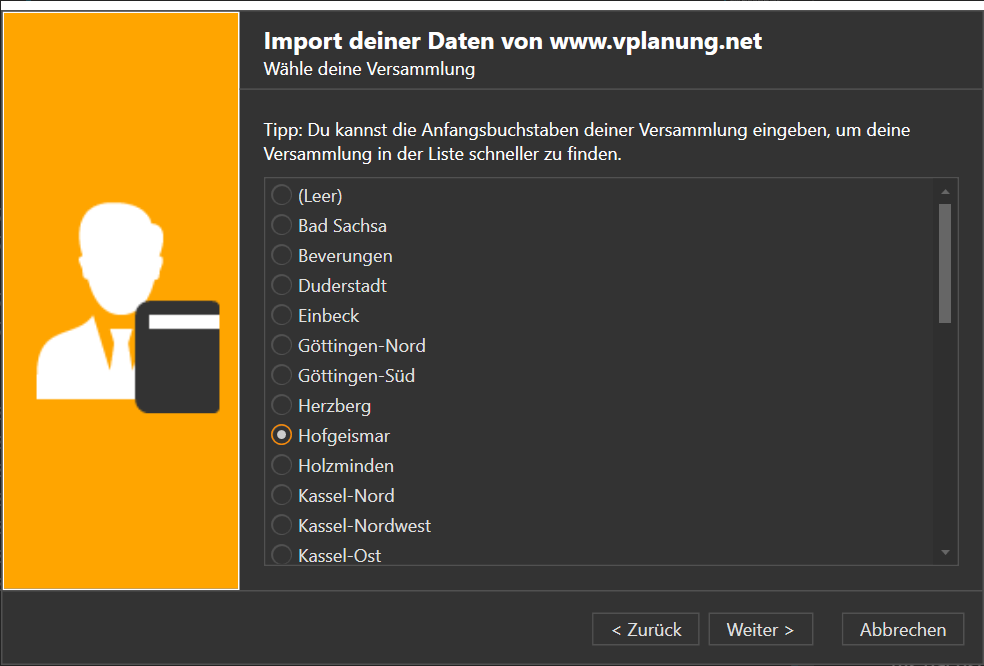 Import deiner Daten von www.vplanung.net
Wähle deine Versammlung
Tipp: Du kannst die Anfangsbuchstaben deiner Versammlung eingeben, um deine
Versammlung in der Liste schneller zu finden.
(Leer)
Bad Sachsa
Beverungen
Duderstadt
Einbeck
Göttingen-Nord
Göttingen-Süd
Herzberg
Hofgeismar
Holzminden
Kassel-Nord
Kassel-Nordwest
Kassel-Ost
< Zurück
Weiter >
Abbrechen